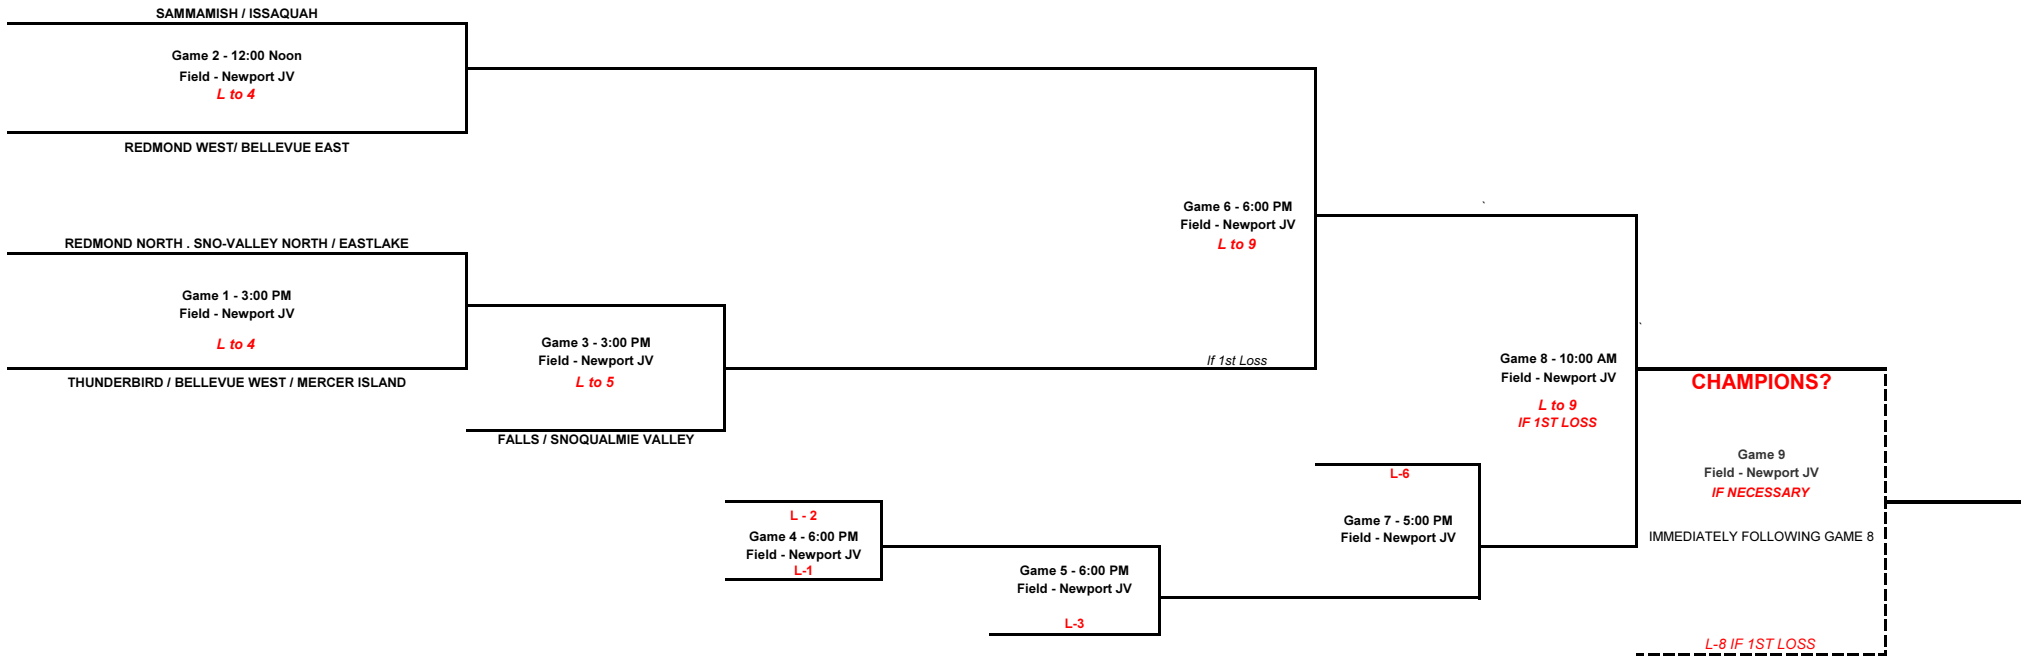 SAMMAMISH / ISSAQUAH
Game 2 - 12:00 Noon
Field - Newport JV
L to 4
REDMOND WEST/ BELLEVUE EAST
REDMOND NORTH . SNO-VALLEY NORTH / EASTLAKE
Game 1 - 3:00 PM
Field - Newport JV
L to 4
THUNDERBIRD / BELLEVUE WEST / MERCER ISLAND
Game 3 - 3:00 PM
Field - Newport JV
L to 5
FALLS / SNOQUALMIE VALLEY
Game 6 - 6:00 PM
Field - Newport JV
L to 9
If 1st Loss
L - 2
Game 4 - 6:00 PM
Field - Newport JV
L-1
Game 5 - 6:00 PM
Field - Newport JV
L-3
L-6
Game 7 - 5:00 PM
Field - Newport JV
`
`
Game 8 - 10:00 AM
Field - Newport JV
L to 9
IF 1ST LOSS
CHAMPIONS?
Game 9
Field - Newport JV
IF NECESSARY
IMMEDIATELY FOLLOWING GAME 8
L-8 IF 1ST LOSS